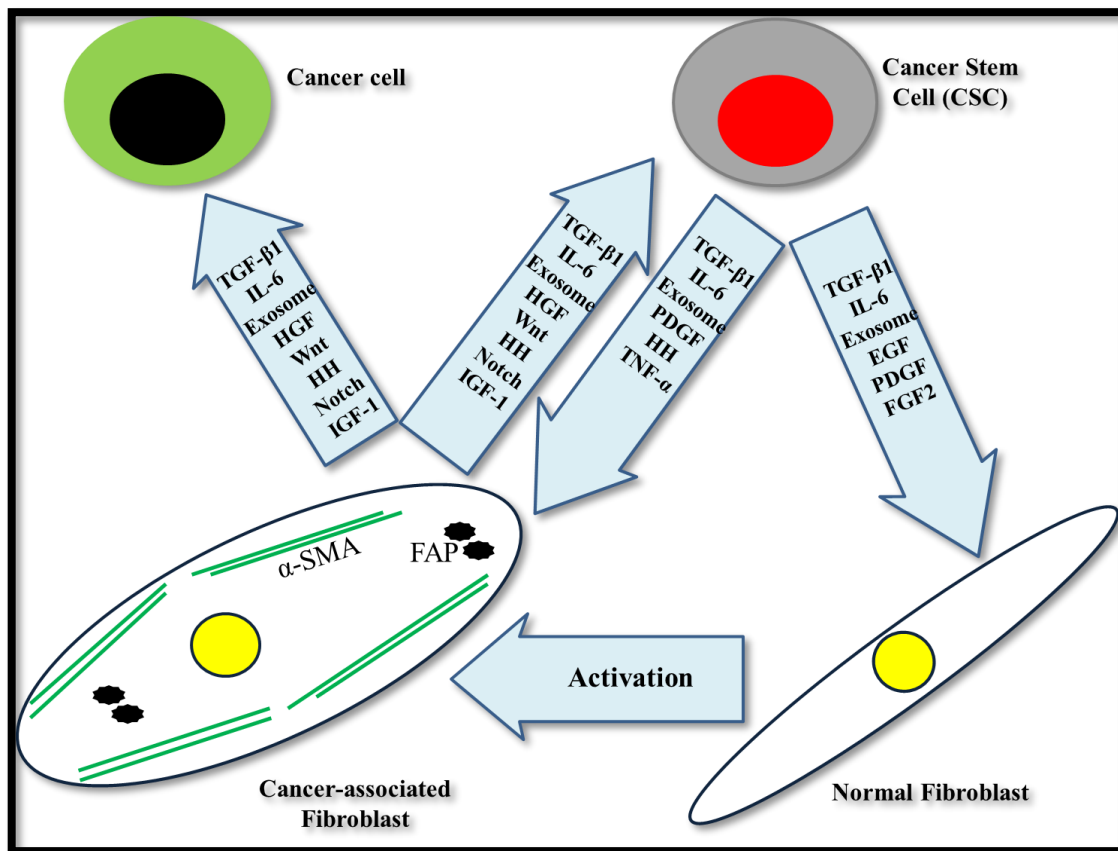 Cancer cell
Cancer Stem
Cell (CSC)
TGF-β1
IL-6
Exosome
HGF
Wnt
HH
Notch
IGF-1
TGF-β1
IL-6
Exosome
HGF
Wnt
HH
Notch
IGF-1
TGF-β1
IL-6
Exosome
PDGF
HH
TNF-α
TGF-β1
IL-6
Exosome
EGF
PDGF
FGF2
α-SMA
FAP
Activation
Cancer-associated
Fibroblast
Normal Fibroblast